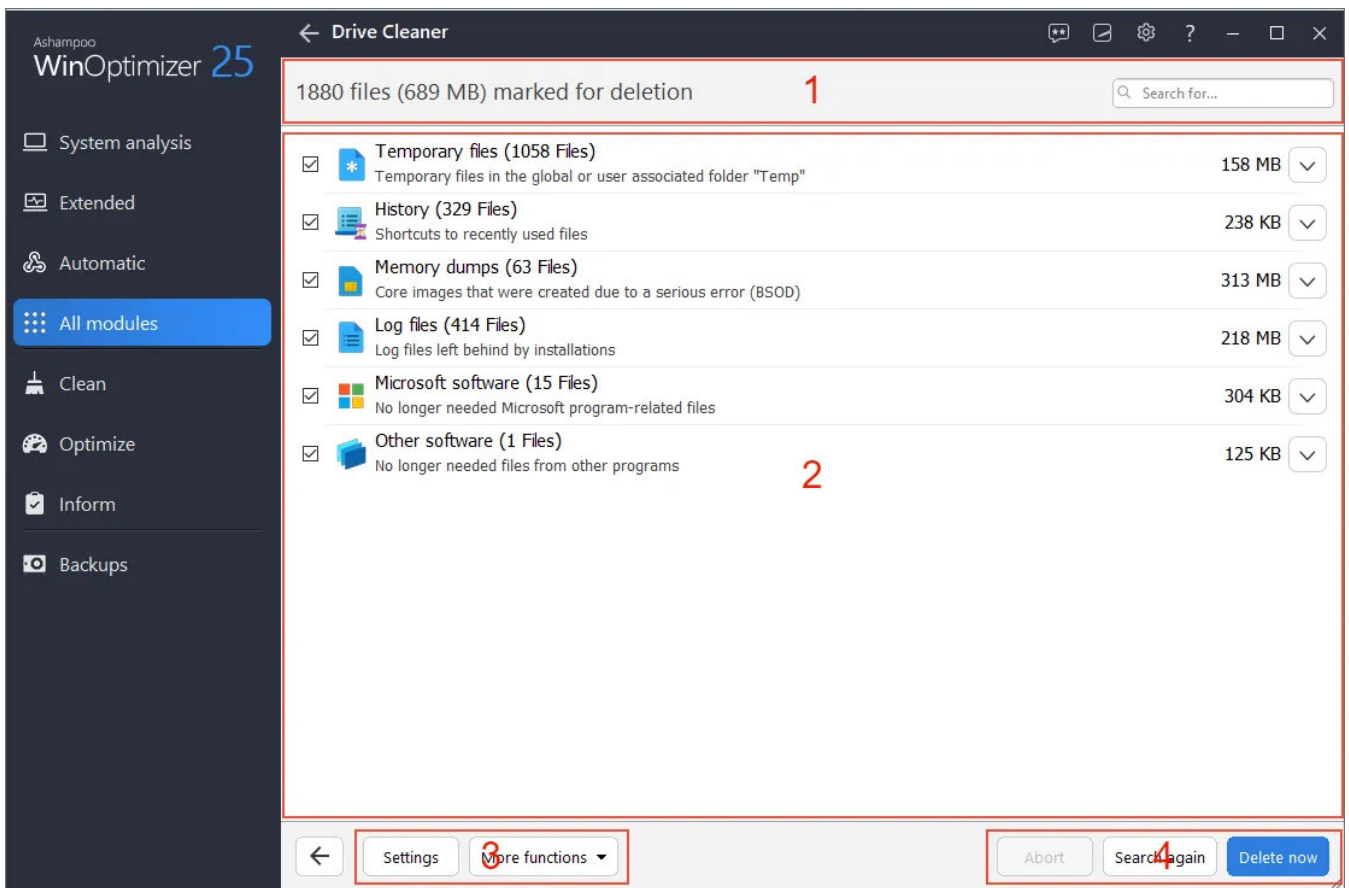 Ashampoo
WinOptimizer 25
Drive Cleaner
?
1880 files (689 MB) marked for deletion
1
Search for...
System analysis
Extended
Automatic
All modules
Clean
Optimize
Inform
Backups
Temporary files (1058 Files)
Temporary files in the global or user associated folder "Temp"
158 MB
History (329 Files)
Shortcuts to recently used files
238 KB
Memory dumps (63 Files)
Core images that were created due to a serious error (BSOD)
313 MB
Log files (414 Files)
Log files left behind by installations
218 MB
Microsoft software (15 Files)
No longer needed Microsoft program-related files
304 KB
Other software (1 Files)
No longer needed files from other programs
125 KB
2
Settings
More functions
3
Abort
Search again
4
Delete now